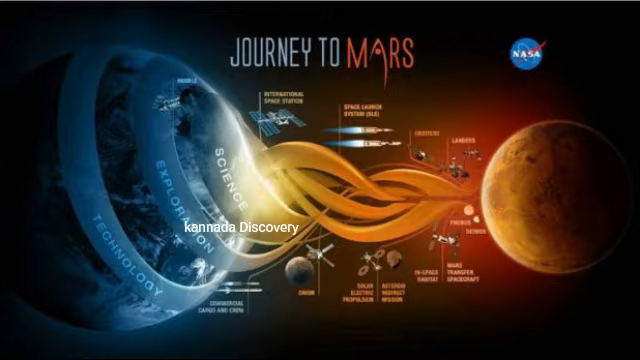 JOURNEY TO MARS
NASA
HUBBLE
INTERNATIONAL
SPACE STATION
SPACE LAUNCH
SYSTEM (SLS)
ORBITERS
LANDERS
SCIENCE
EXPLORATION
TECHNOLOGY
kannada Discovery
PHOBOS
DEIMOS
COMMERCIAL
CARGO AND CREW
ORION
SOLAR
ELECTRIC
PROPULSION
ASTEROID
REDIRECT
MISSION
IN-SPACE
HABITAT
MARS
TRANSFER
SPACECRAFT